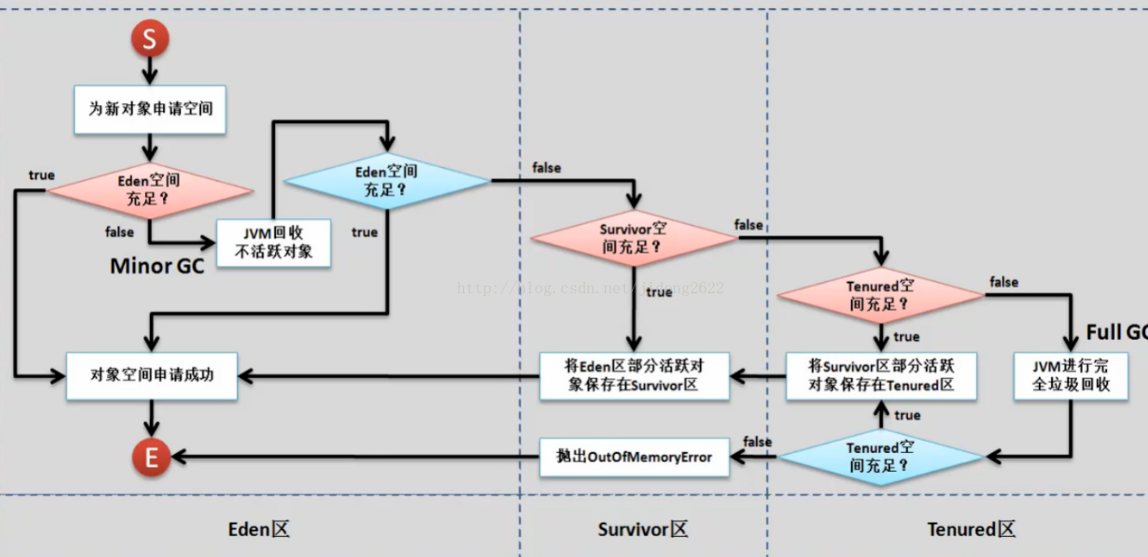 S
为新对象申请空间
true
Eden空间
充足？
false
Minor GC
JVM回收
不活跃对象
Eden空间
充足？
true
false
Survivor空
间充足？
false
true
Tenured空
间充足？
false
true
Full GC
JVM进行完
全垃圾回收
将Survivor区部分活跃
对象保存在Tenured区
将Eden区部分活跃对
象保存在Survivor区
对象空间申请成功
true
Tenured空
间充足？
false
抛出OutOfMemoryError
E
Eden区
Survivor区
Tenured区